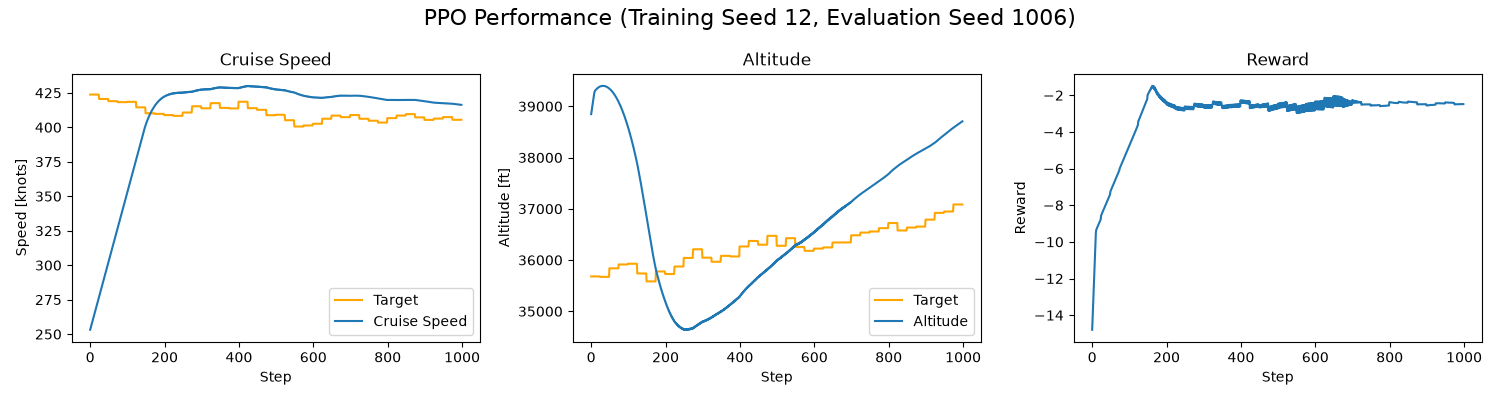 PPO Performance (Training Seed 12, Evaluation Seed 1006)
Cruise Speed
Speed [knots]
425
400
375
350
325
300
275
250
Target
Cruise Speed
0 200 400 600 800 1000
Step
Altitude
Altitude [ft]
39000
38000
37000
36000
35000
Target
Altitude
0 200 400 600 800 1000
Step
Reward
Reward
−2
−4
−6
−8
−10
−12
−14
0 200 400 600 800 1000
Step